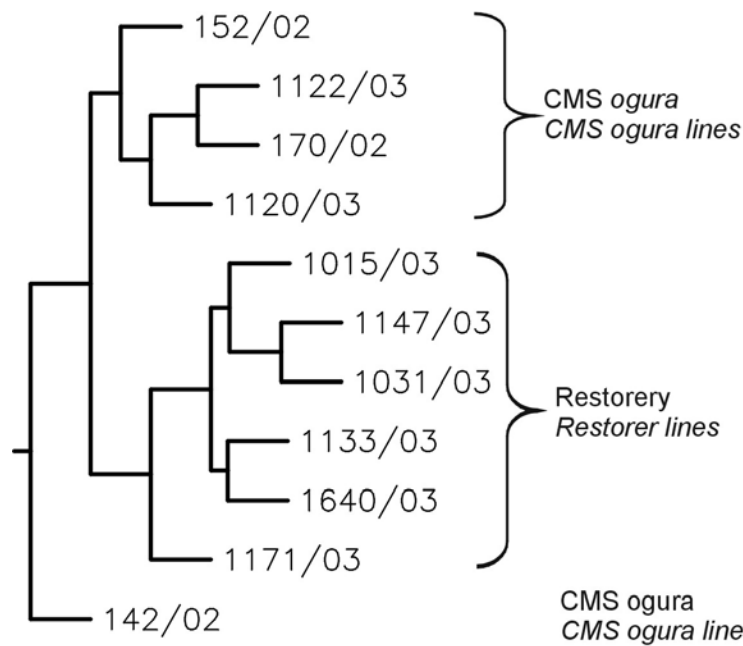 152/02
1122/03
170/02
1120/03
CMS ogura
CMS ogura lines
1015/03
1147/03
1031/03
1133/03
1640/03
1171/03
Restorery
Restorer lines
142/02
CMS ogura
CMS ogura line